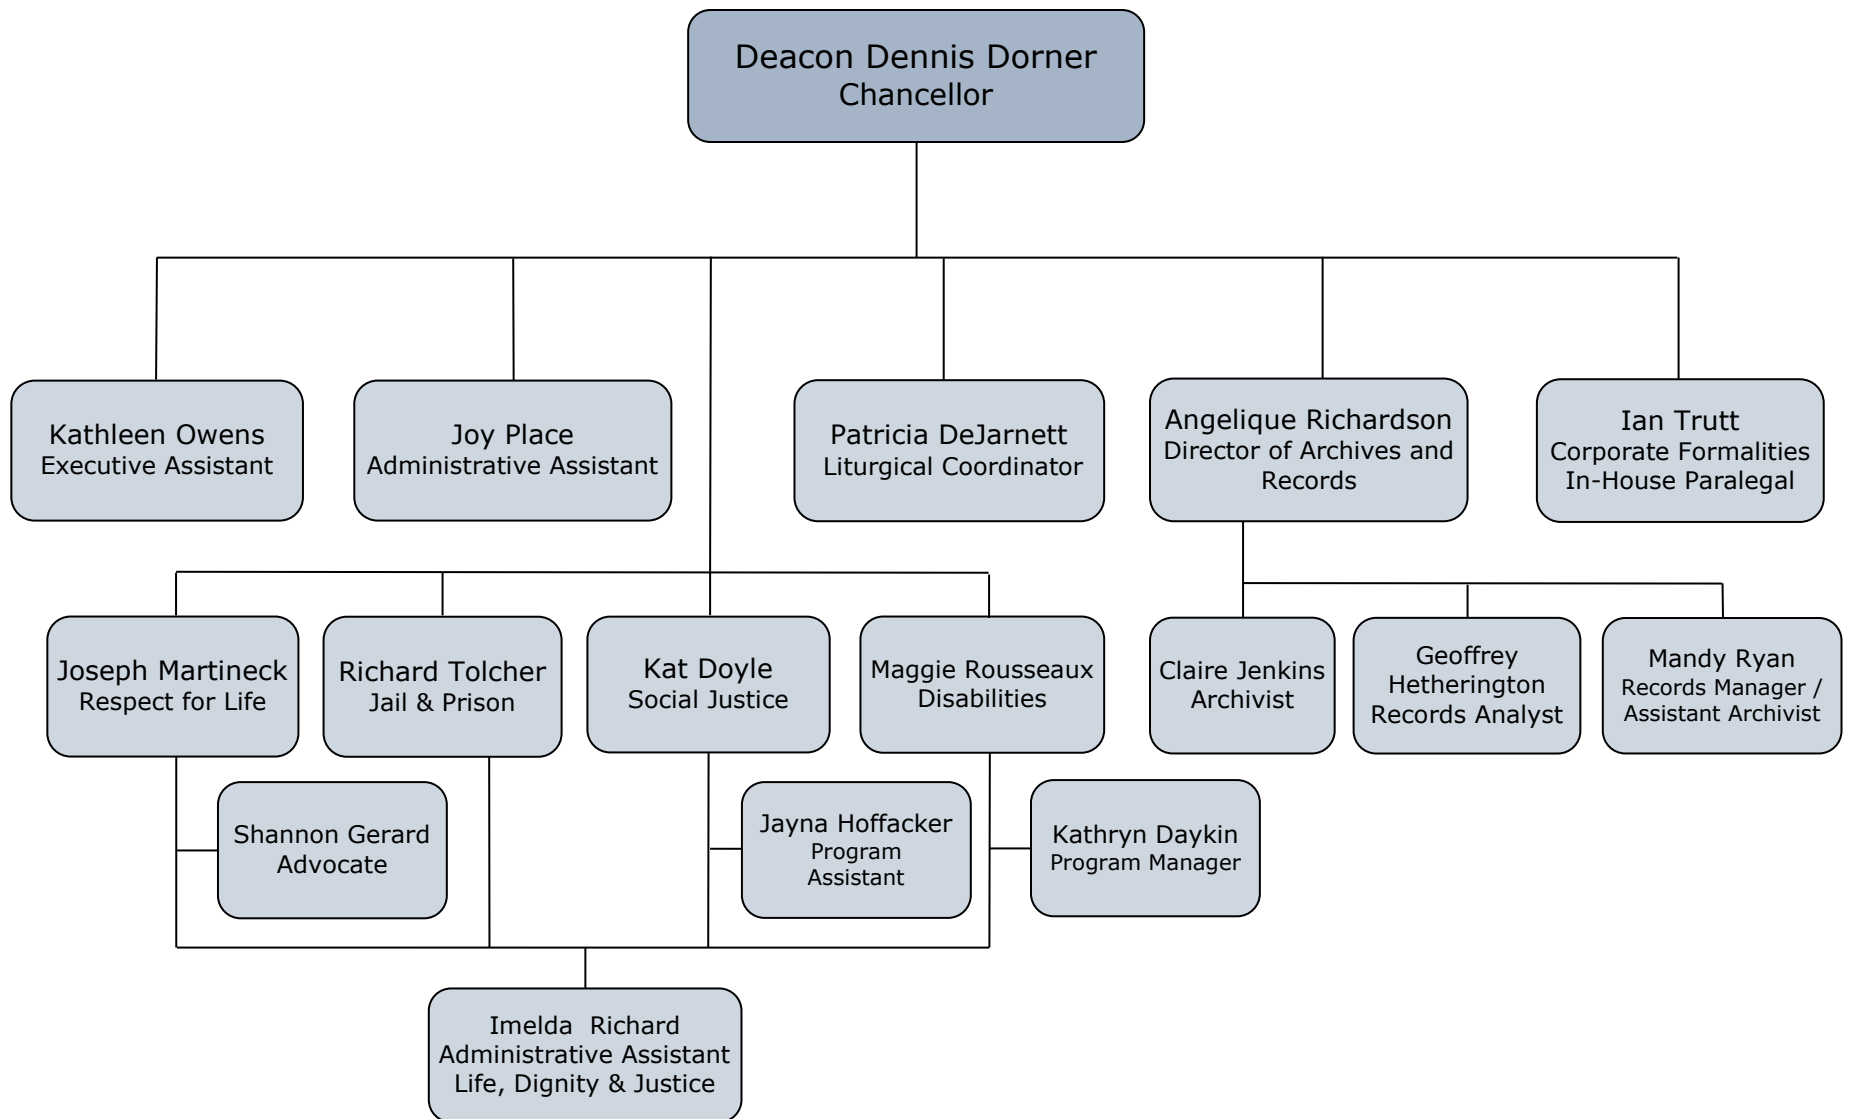 Deacon Dennis Dorner
Chancellor
Kathleen Owens
Executive Assistant
Joy Place
Administrative Assistant
Patricia DeJarnett
Liturgical Coordinator
Angelique Richardson
Director of Archives and
Records
Ian Trutt
Corporate Formalities
In-House Paralegal
Joseph Martineck
Respect for Life
Richard Tolcher
Jail & Prison
Kat Doyle
Social Justice
Maggie Rousseaux
Disabilities
Claire Jenkins
Archivist
Geoffrey
Hetherington
Records Analyst
Mandy Ryan
Records Manager /
Assistant Archivist
Shannon Gerard
Advocate
Jayna Hoffacker
Program
Assistant
Kathryn Daykin
Program Manager
Imelda  Richard
Administrative Assistant
Life, Dignity & Justice